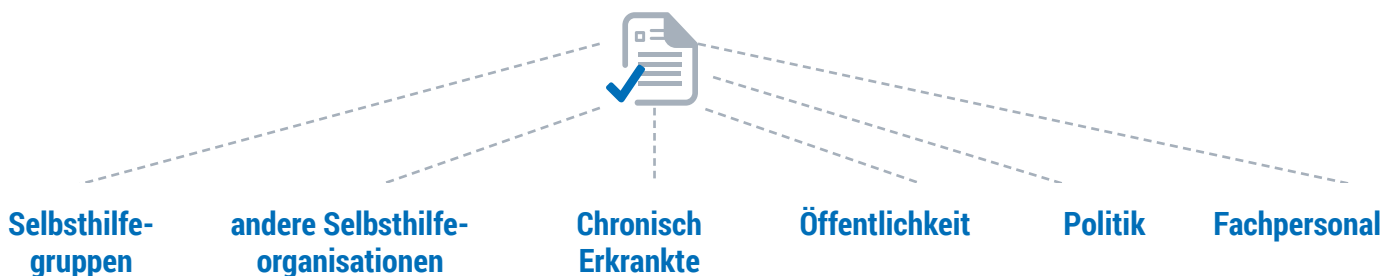 Selbsthilfe-
gruppen
andere Selbsthilfe-
organisationen
Chronisch
Erkrankte
Öffentlichkeit
Politik
Fachpersonal